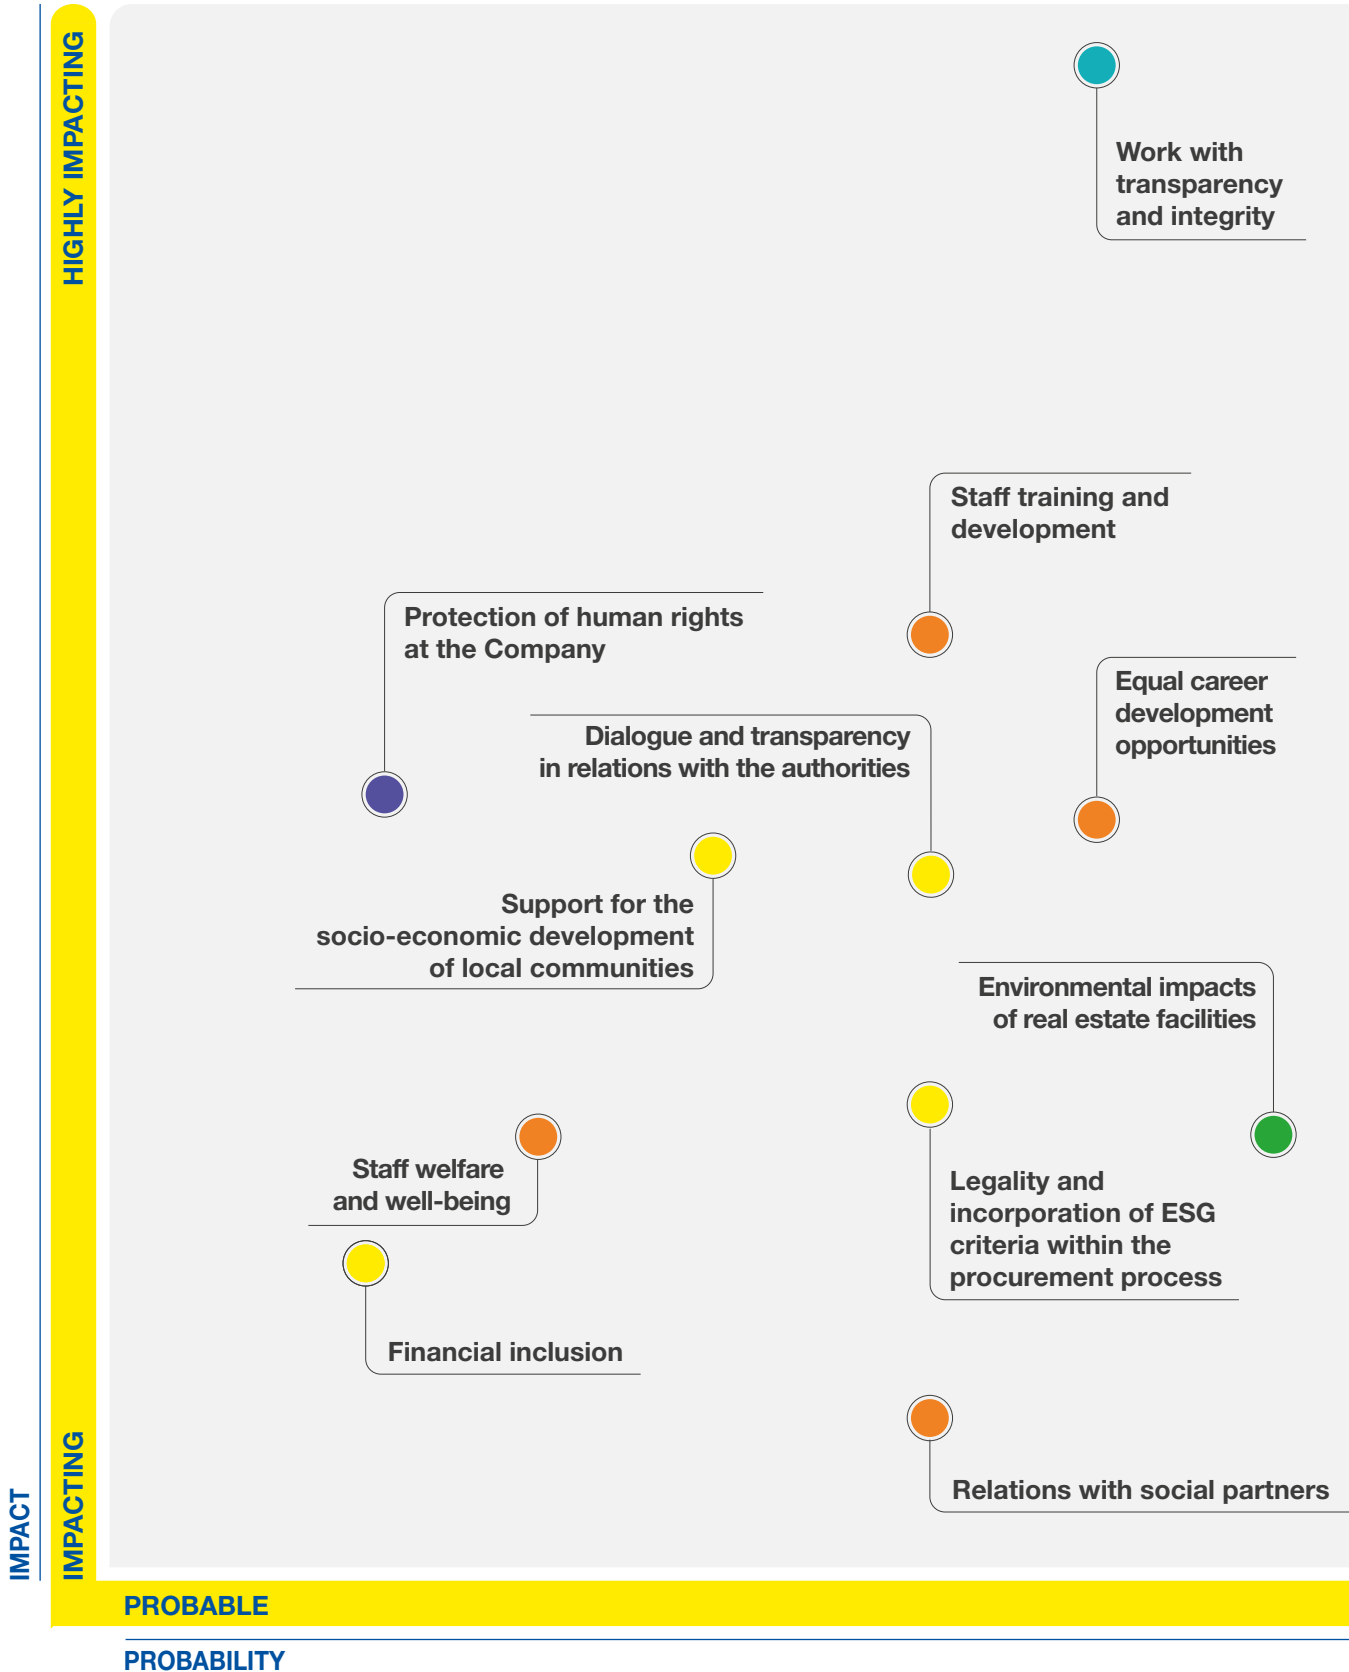 HIGHLY IMPACTING
Work with
transparency
and integrity
Staff training and
development
Protection of human rights
at the Company
Equal career
development
opportunities
Dialogue and transparency
in relations with the authorities
Support for the
socio-economic development
of local communities
Environmental impacts
of real estate facilities
Staff welfare
and well-being
Legality and
incorporation of ESG
criteria within the
procurement process
Financial inclusion
Relations with social partners
IMPACTING
IMPACT
PROBABLE
PROBABILITY